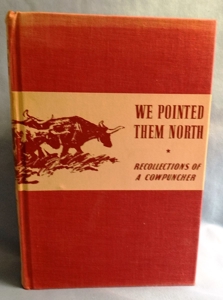 WE POINTED
THEM NORTH
RECOLLECTIONS OF
A COWPUNCHER